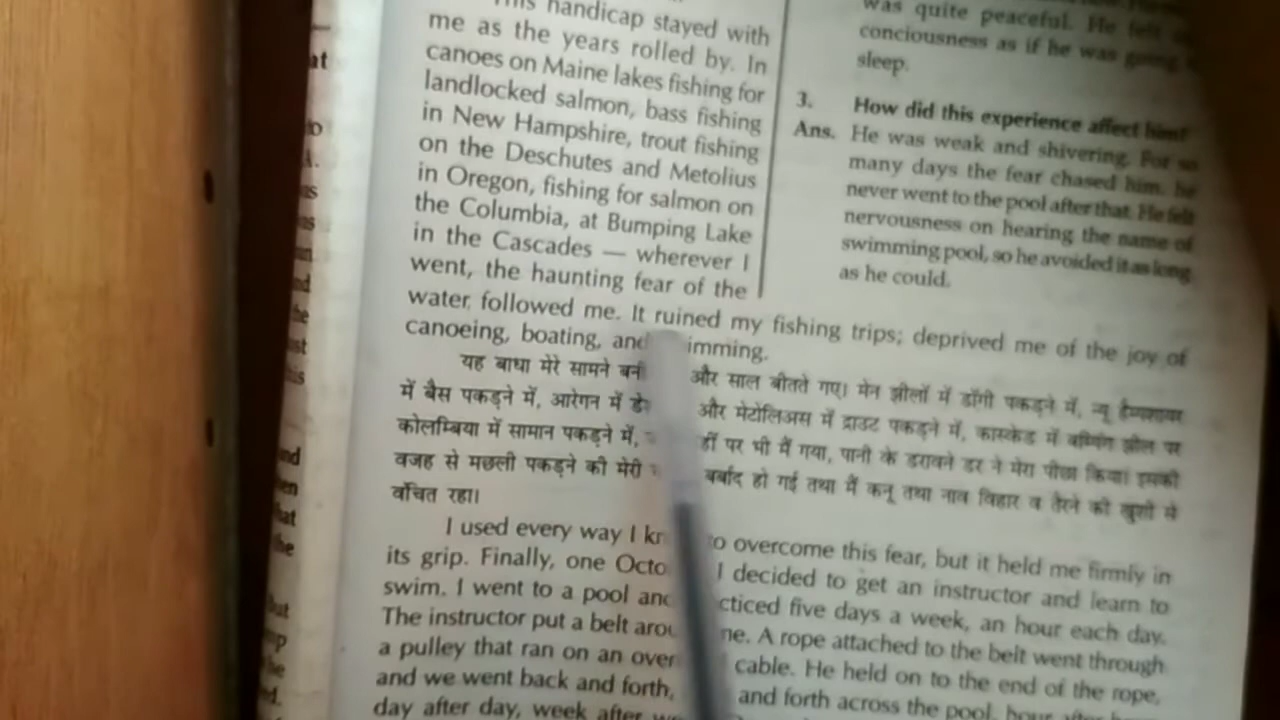 This handicap stayed with
me as the years rolled by. In
canoes on Maine lakes fishing for
landlocked salmon, bass fishing
in New Hampshire, trout fishing
on the Deschutes and Metolius
in Oregon, fishing for salmon on
the Columbia, at Bumping Lake
in the Cascades — wherever I
went, the haunting fear of the
water followed me. It ruined my fishing trips; deprived me of the joy of
canoeing, boating, and imming.
was quite peaceful. He felt
conciousness as if he was going
sleep.
3. How did this experience affect him?
Ans. He was weak and shivering. For so
many days the fear chased him. he
never went to the pool after that. He felt
nervousness on hearing the name of
swimming pool, so he avoided it as long
as he could.
यह बाधा मेरे सामने बनी और साल बीतते गए। मेन झीलों में डोंगी पकड़ने में, न्यू हैम्पशायर
में बैस पकड़ने में, आरेगन में और मेटोलिअस में ट्राउट पकड़ने में, कास्केड में बम्पिंग झील पर
कोलम्बिया में सामान पकड़ने में, पर भी मैं गया, पानी के डरावने डर ने मेरा पीछा किया। इसकी
वजह से मछली पकड़ने की मेरी बर्बाद हो गई तथा मैं कनू तथा नाव विहार व तैरने की खुशी से
वंचित रहा।
I used every way I to overcome this fear, but it held me firmly in
its grip. Finally, one I decided to get an instructor and learn to
swim. I went to a pool and cticed five days a week, an hour each day.
The instructor put a belt me. A rope attached to the belt went through
a pulley that ran on an cable. He held on to the end of the rope,
and we went back and forth, and forth across the pool, hour
day after day, week after